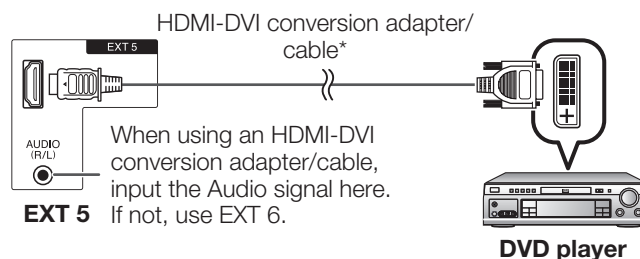 HDMI-DVI conversion adapter/
cable*
EXT 5
AUDIO
(R/L)
When using an HDMI-DVI
conversion adapter/cable,
input the Audio signal here.
If not, use EXT 6.
EXT 5
DVD player